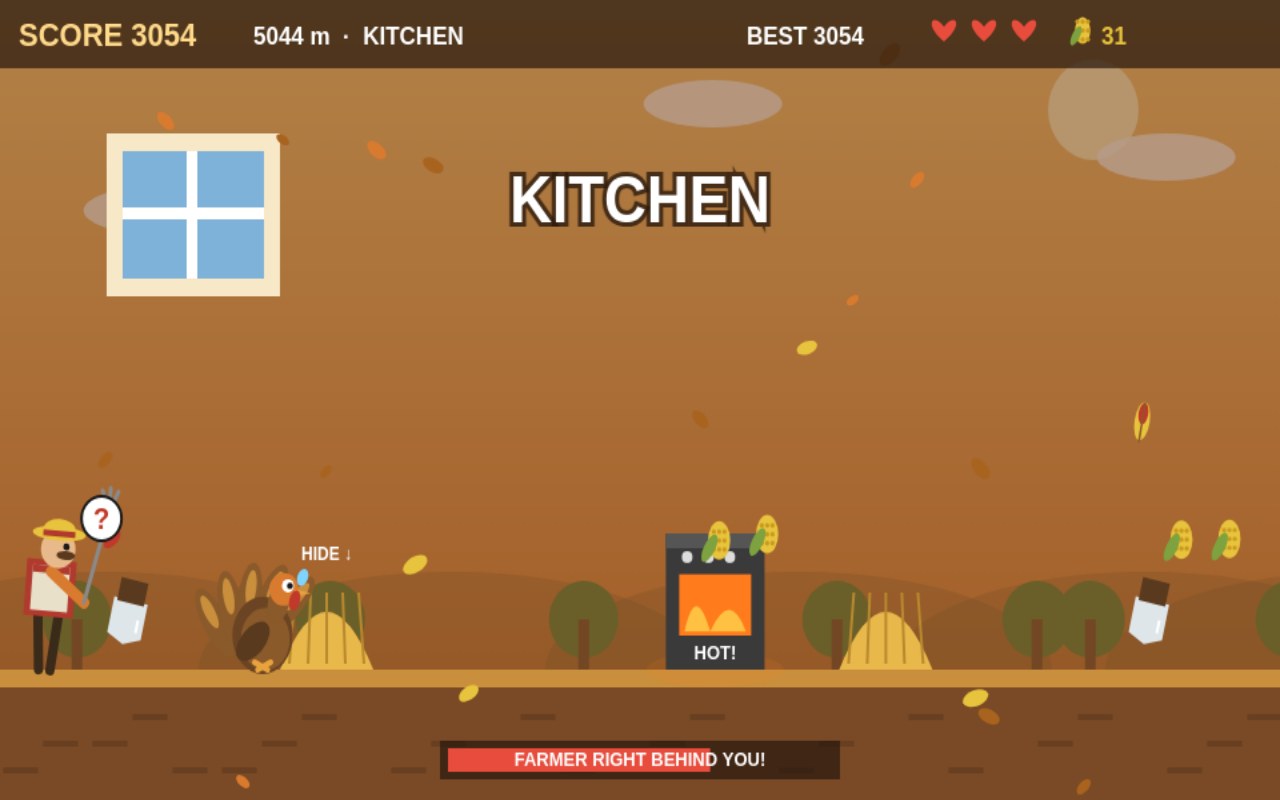 SCORE 3054
5044 m · KITCHEN
BEST 3054
31
KITCHEN
?
HIDE ↓
HOT!
FARMER RIGHT BEHIND YOU!